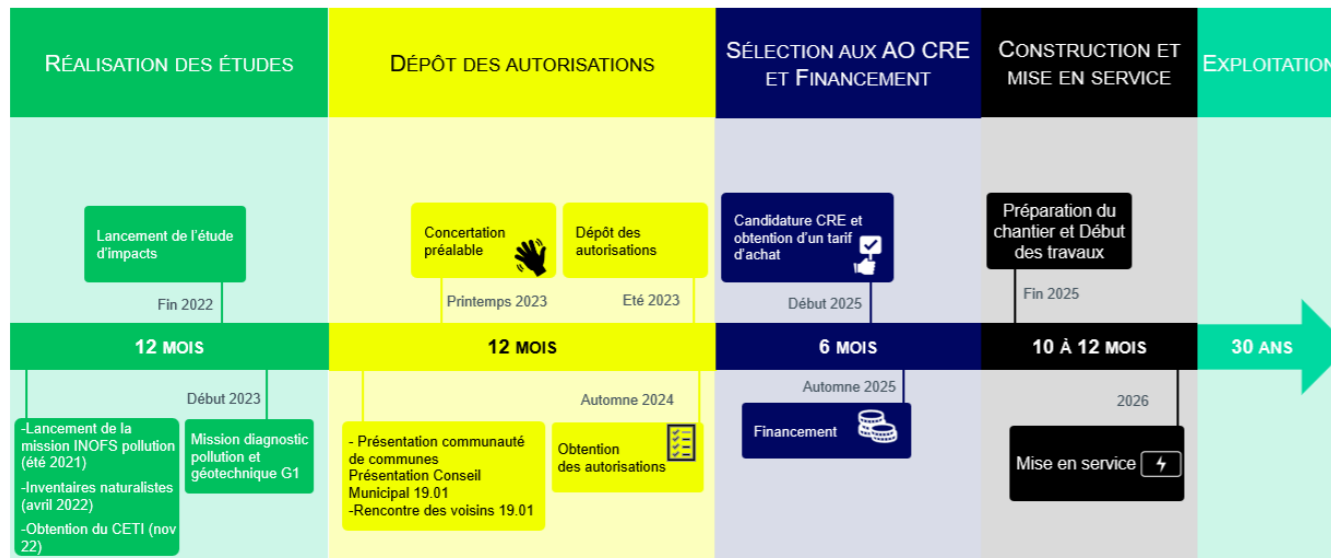 RÉALISATION DES ÉTUDES
DÉPÔT DES AUTORISATIONS
SÉLECTION AUX AO CRE
ET FINANCEMENT
CONSTRUCTION ET
MISE EN SERVICE
EXPLOITATION
Lancement de l'étude
d'impacts
Fin 2022
Concertation
préalable
Printemps 2023
Dépôt des
autorisations
Eté 2023
Candidature CRE et
obtention d'un tarif
d'achat
Début 2025
Préparation du
chantier et Début
des travaux
Fin 2025
12 MOIS
12 MOIS
6 MOIS
10 À 12 MOIS
30 ANS
-Lancement de la
mission INOFS pollution
(été 2021)
-Inventaires naturalistes
(avril 2022)
-Obtention du CETI (nov
22)
Début 2023
Mission diagnostic
pollution et
géotechnique G1
- Présentation communauté
de communes
Présentation Conseil
Municipal 19.01
-Rencontre des voisins 19.01
Automne 2024
Obtention
des autorisations
Automne 2025
Financement
2026
Mise en service